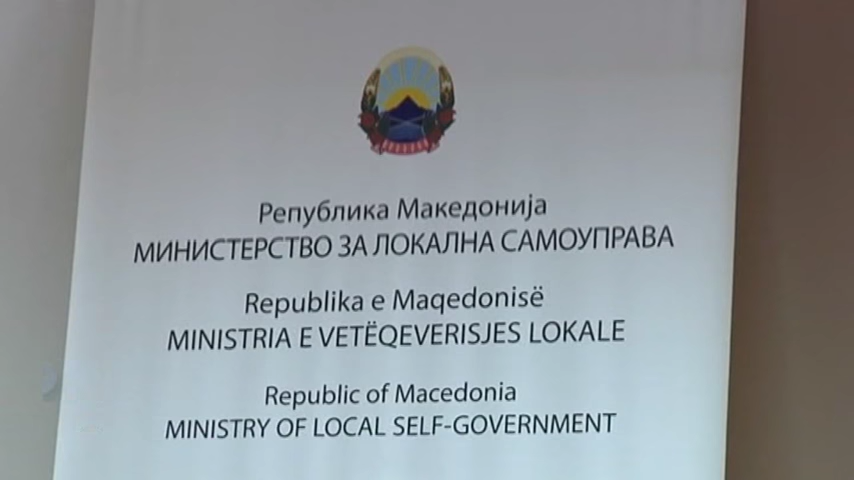 Република Македонија
МИНИСТЕРСТВО ЗА ЛОКАЛНА САМОУПРАВА
Republika e Maqedonisë
MINISTRIA E VETËQEVERISJES LOKALE
Republic of Macedonia
MINISTRY OF LOCAL SELF-GOVERNMENT